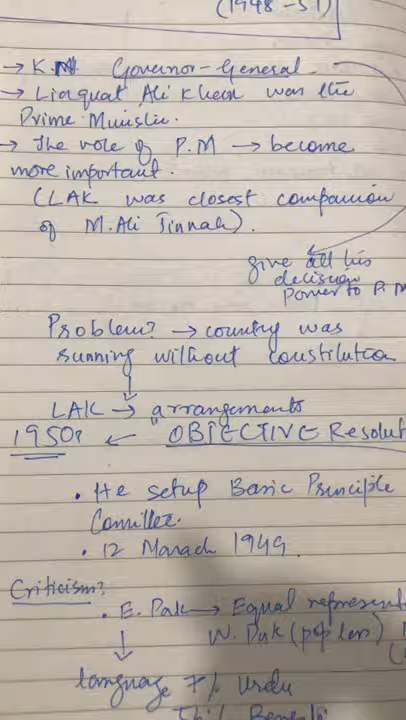 (1948-51)
→ K.N Governor-General
→ Liaquat Ali Khan was the
Prime Minister.
→ The role of P.M → become
more important.
(LAK was closest companion
of M. Ali Jinnah).
give all his
decision
power to P.M
Problem? → country was
running without constitution
LAK → arrangements
1950? ← "OBJECTIVE Resolut
• He setup Basic Principle
Committee.
• 12 March 1949.
Criticism?
• E. Pak → Equal represent
W. Pak (pop less)
language 7% Urdu